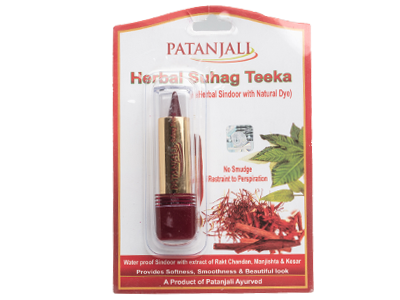 PATANJALI
Herbal Suhag Teeka
(Herbal Sindoor with Natural Dye)
No Smudge
Restraint to Perspiration
Water proof Sindoor with extract of Rakt Chandan, Manjishta & Kesar
Provides Softness, Smoothness & Beautiful look
A Product of Patanjali Ayurved